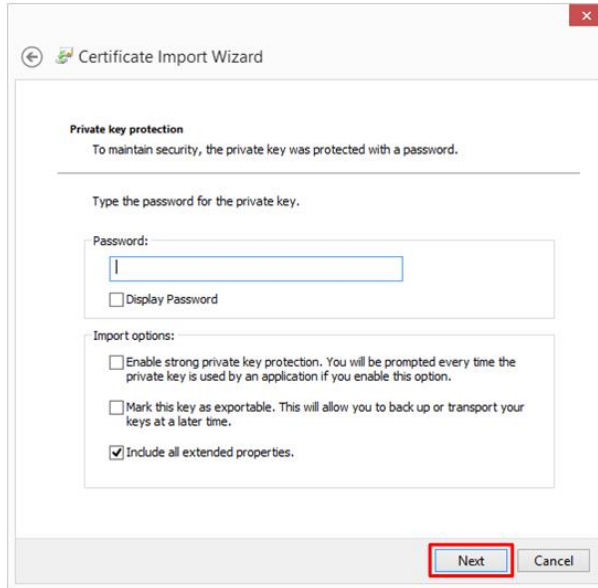 Certificate Import Wizard
Private key protection
To maintain security, the private key was protected with a password.
Type the password for the private key.
Password:
Display Password
Import options:
Enable strong private key protection. You will be prompted every time the
private key is used by an application if you enable this option.
Mark this key as exportable. This will allow you to back up or transport your
keys at a later time.
Include all extended properties.
Next Cancel